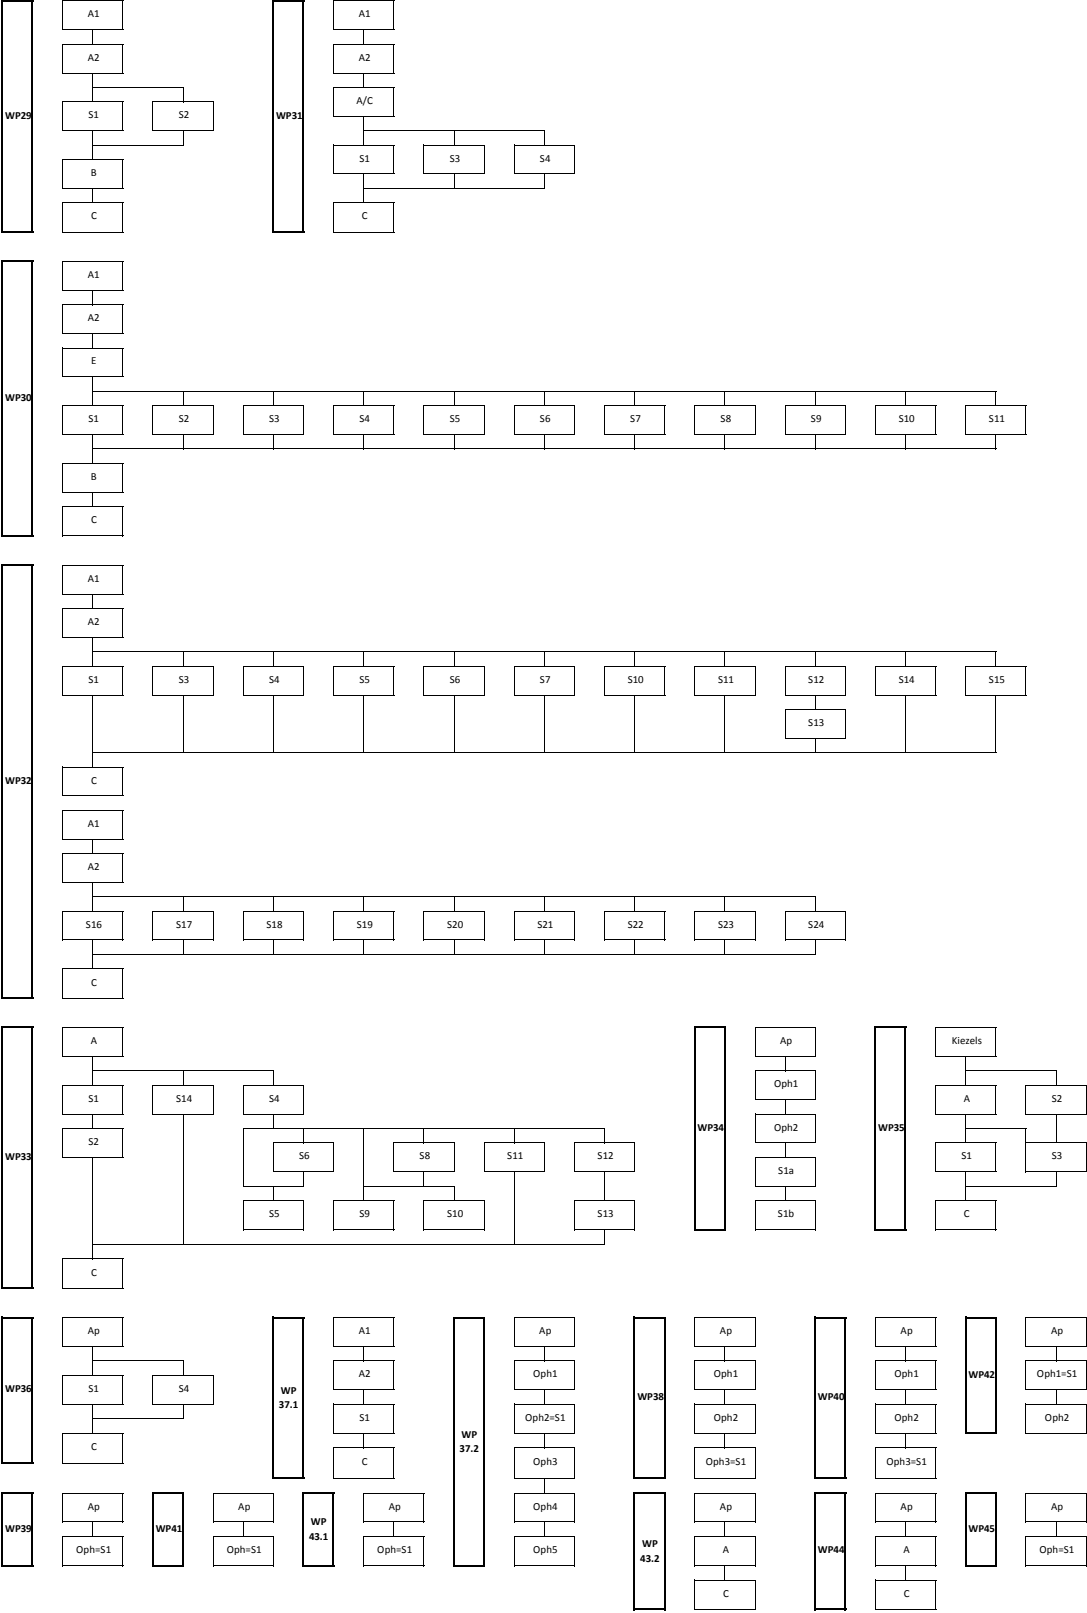 A1 A1
A2 A2
A/C
WP29 S1 S2 WP31
S1 S3 S4
B
C C
A1
A2
E
WP30
S1 S2 S3 S4 S5 S6 S7 S8 S9 S10 S11
B
C
A1
A2
S1 S3 S4 S5 S6 S7 S10 S11 S12 S14 S15
S13
WP32
C
A1
A2
S16 S17 S18 S19 S20 S21 S22 S23 S24
C
A Ap Kiezels
Oph1
S1 S14 S4 A S2
WP33 S2 WP34 Oph2 WP35
S6 S8 S11 S12 S1 S3
S1a
S5 S9 S10 S13 S1b C
C
Ap A1 Ap Ap Ap Ap
WP36 S1 S4 WP 37.1 A2 Oph1 WP38 Oph1 WP40 Oph1 WP42 Oph1=S1
S1 WP 37.2 Oph2=S1 Oph2 Oph2 Oph2
C C Oph3 Oph3=S1 Oph3=S1
WP39 Ap WP41 Ap WP 43.1 Ap Oph4 Ap Ap WP45 Ap
Oph=S1 Oph=S1 Oph=S1 Oph5 WP 43.2 A WP44 A Oph=S1
C C